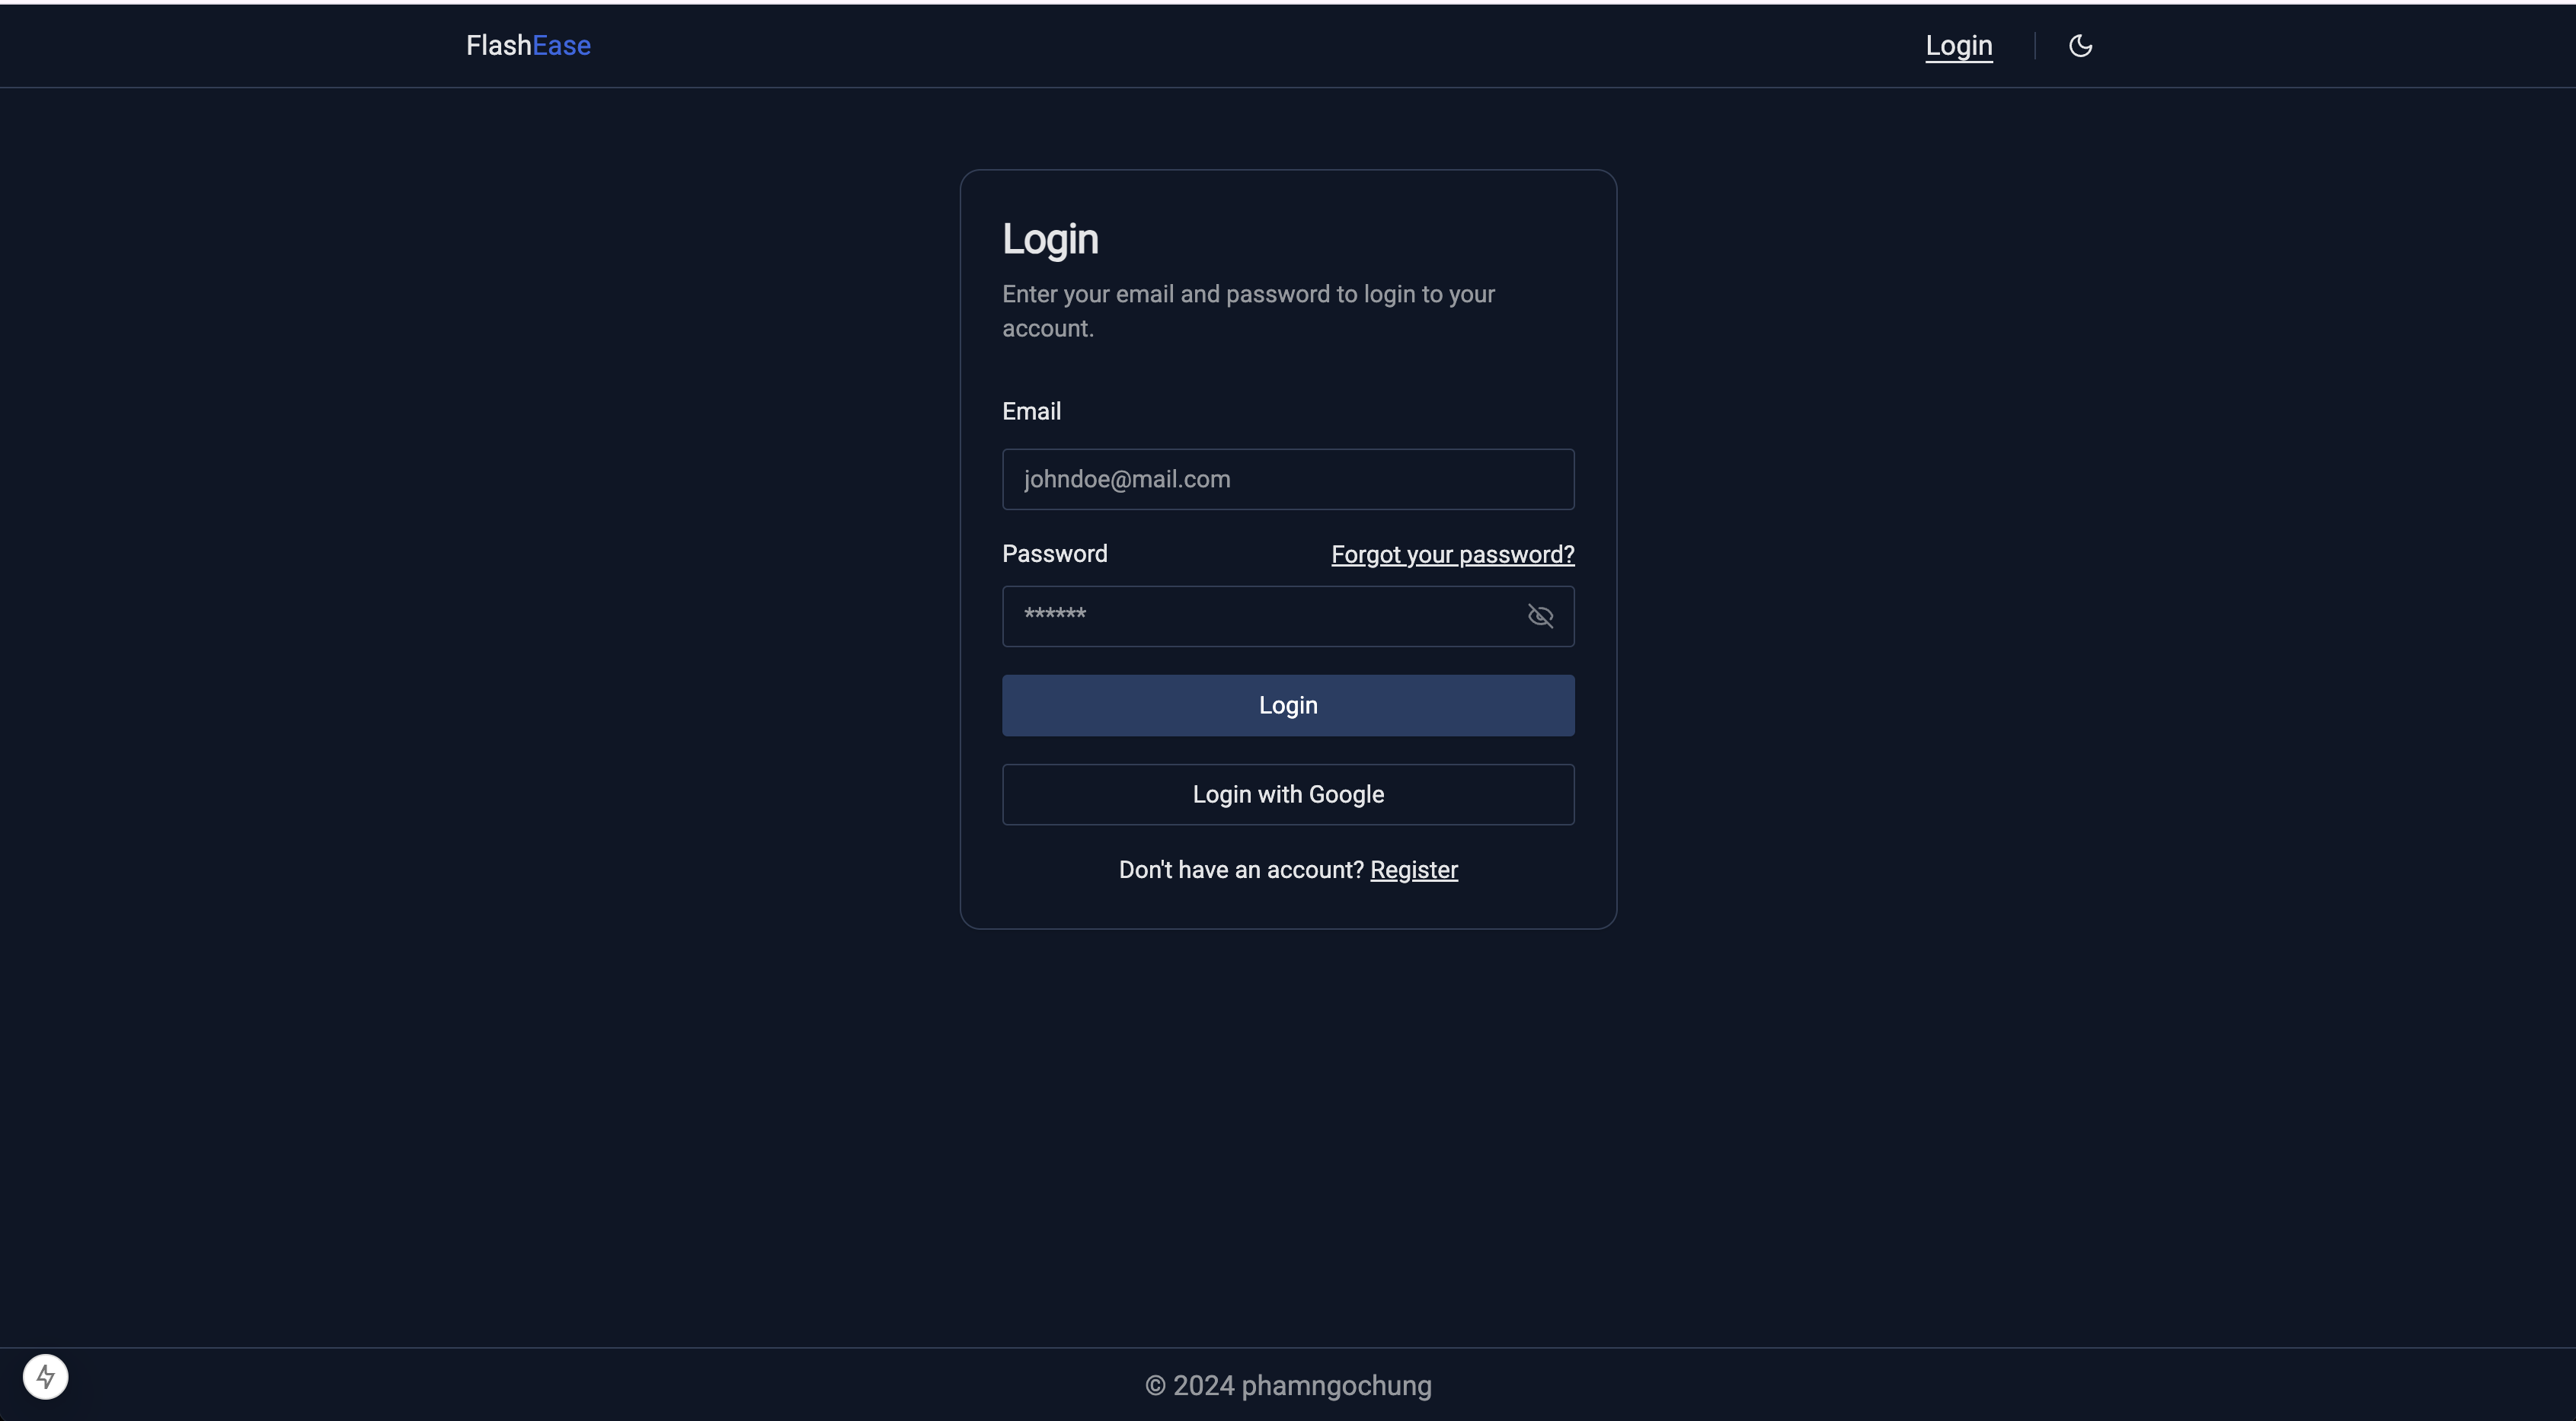 FlashEase
Login
Login
Enter your email and password to login to your
account.
Email
johndoe@mail.com
Password
Forgot your password?
******
Login
Login with Google
Don't have an account? Register
© 2024 phamngochung